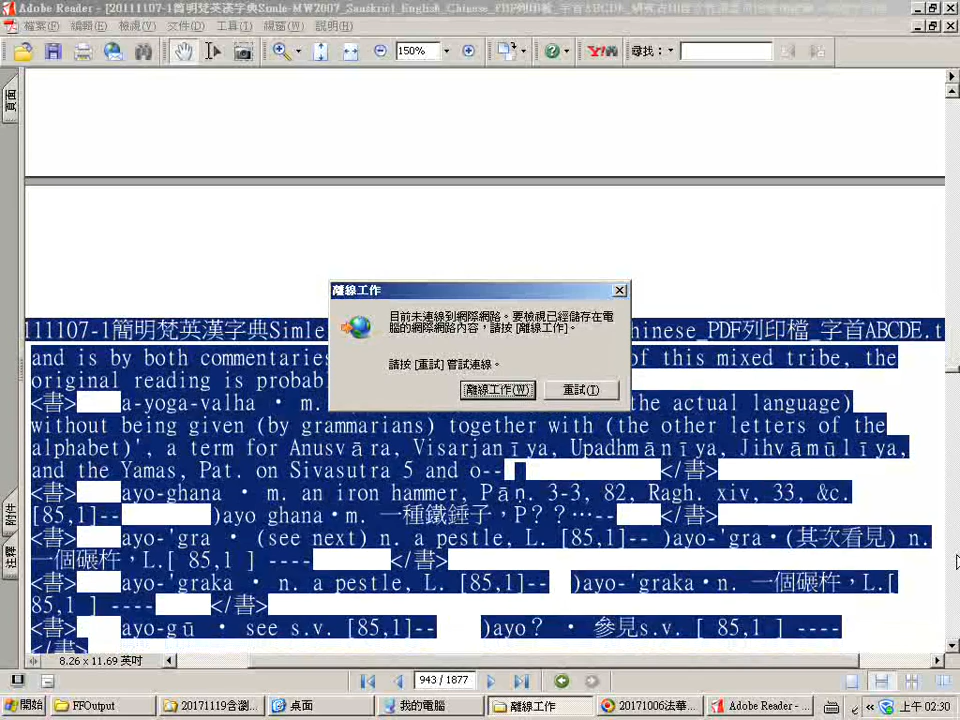 Adobe Reader - [20111107-1簡明梵英漢字典Simle-MW2007_Sanskrit_English_Chinese_PDF列印檔_字首ABCDE.
檔案(F) 編輯(E) 檢視(V) 文件(D) 工具(T) 視窗(W) 說明(H)
150% Y! 尋找:
頁面
附件
註釋
離線工作
目前未連線到網際網路。要檢視已經儲存在電
腦的網際網路內容，請按 [離線工作]。
請按 [重試] 嘗試連線。
離線工作(W) 重試(T)
111107-1簡明梵英漢字典Simle hinese_PDF列印檔_字首ABCDE.t
and is by both commentaries of this mixed tribe, the
original reading is probab
<書> a-yoga-valha • m. the actual language)
without being given (by grammarians) together with (the other letters of the
alphabet)', a term for Anusvāra, Visarjanīya, Upadhmānīya, Jihvāmūlīya,
and the Yamas, Pat. on Sivasutra 5 and o-- </書>
<書> ayo-ghana • m. an iron hammer, Pāṇ. 3-3, 82, Ragh. xiv, 33, &c.
[85,1]-- )ayo ghana•m. 一種鐵錘子，P？？…-- </書>
<書> ayo-'gra • (see next) n. a pestle, L. [85,1]-- )ayo-'gra•(其次看見) n.
一個碾杵，L.[ 85,1 ] ---- </書>
<書> ayo-'graka • n. a pestle, L. [85,1]-- )ayo-'graka•n. 一個碾杵，L.[
85,1 ] ---- </書>
<書> ayo-gū • see s.v. [85,1]-- )ayo？ • 參見s.v. [ 85,1 ] ----
</書>
8.26 x 11.69 英吋
943 / 1877
開始 FFOutput 20171119含瀏... 桌面 我的電腦 離線工作 20171006法華... Adobe Reader - ... 上午 02:30